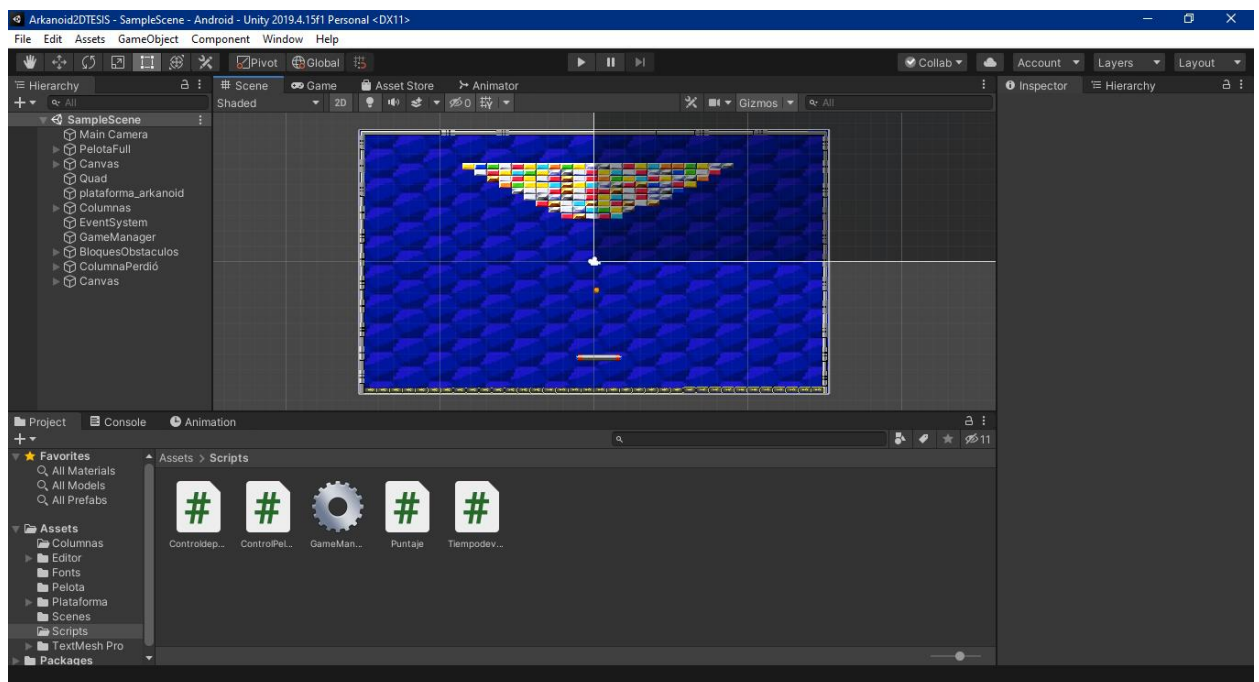 Arkanoid2DTESIS - SampleScene - Android - Unity 2019.4.15f1 Personal <DX11>
File Edit Assets GameObject Component Window Help
Pivot Global Collab Account Layers Layout
Hierarchy # Scene Game Asset Store Animator Inspector Hierarchy
All Shaded 2D 0 Gizmos All
SampleScene
Main Camera
PelotaFull
Canvas
Quad
plataforma_arkanoid
Columnas
EventSystem
GameManager
BloquesObstaculos
ColumnaPerdió
Canvas
Project Console Animation
11
Favorites
All Materials
All Models
All Prefabs
Assets
Columnas
Editor
Fonts
Pelota
Plataforma
Scenes
Scripts
TextMesh Pro
Packages
Assets > Scripts
# # # #
Controldep... ControlPel... GameMan... Puntaje Tiempodev...